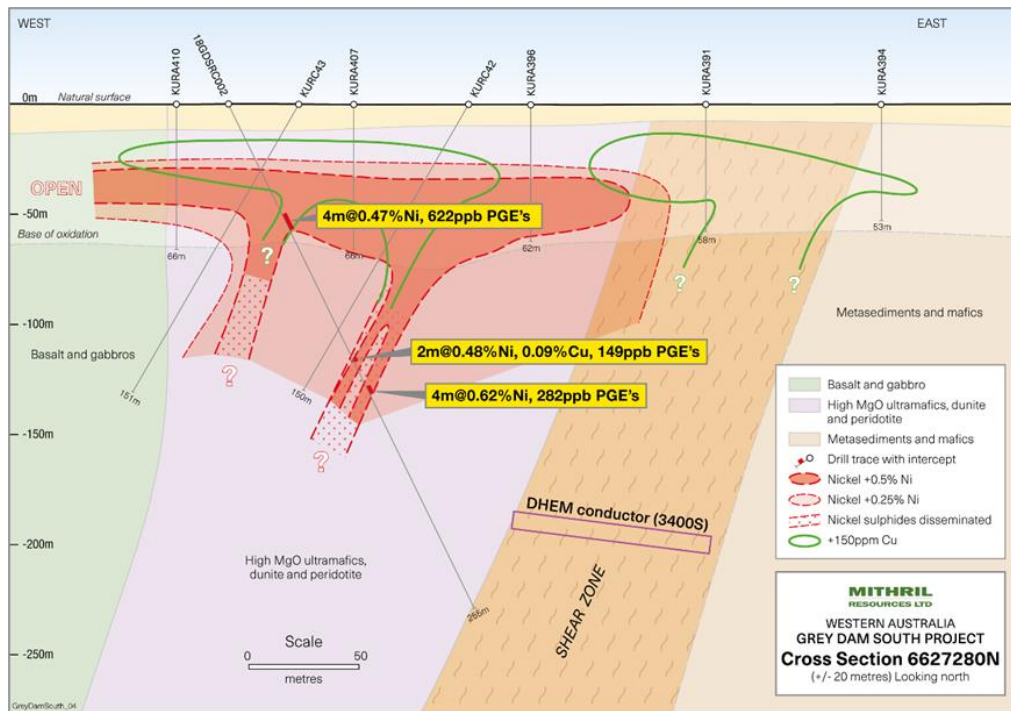 WEST
EAST
KURA410
18GDSRC002
KURC43
KURA407
KURC42
KURA396
KURA391
KURA394
0m
Natural surface
OPEN
-50m
4m@0.47%Ni, 622ppb PGE's
Base of oxidation
66m
66m
62m
58m
53m
?
?
?
-100m
Metasediments and mafics
Basalt and gabbros
2m@0.48%Ni, 0.09%Cu, 149ppb PGE's
?
4m@0.62%Ni, 282ppb PGE's
151m
150m
-150m
?
Basalt and gabbro
High MgO ultramafics, dunite
and peridotite
Metasediments and mafics
Drill trace with intercept
Nickel +0.5% Ni
Nickel +0.25% Ni
Nickel sulphides disseminated
+150ppm Cu
DHEM conductor (3400S)
-200m
High MgO ultramafics,
dunite and peridotite
265m
SHEAR ZONE
Scale
0
50
metres
-250m
MITHRIL
RESOURCES LTD
WESTERN AUSTRALIA
GREY DAM SOUTH PROJECT
Cross Section 6627280N
(+/- 20 metres) Looking north
GreyDamSouth_04